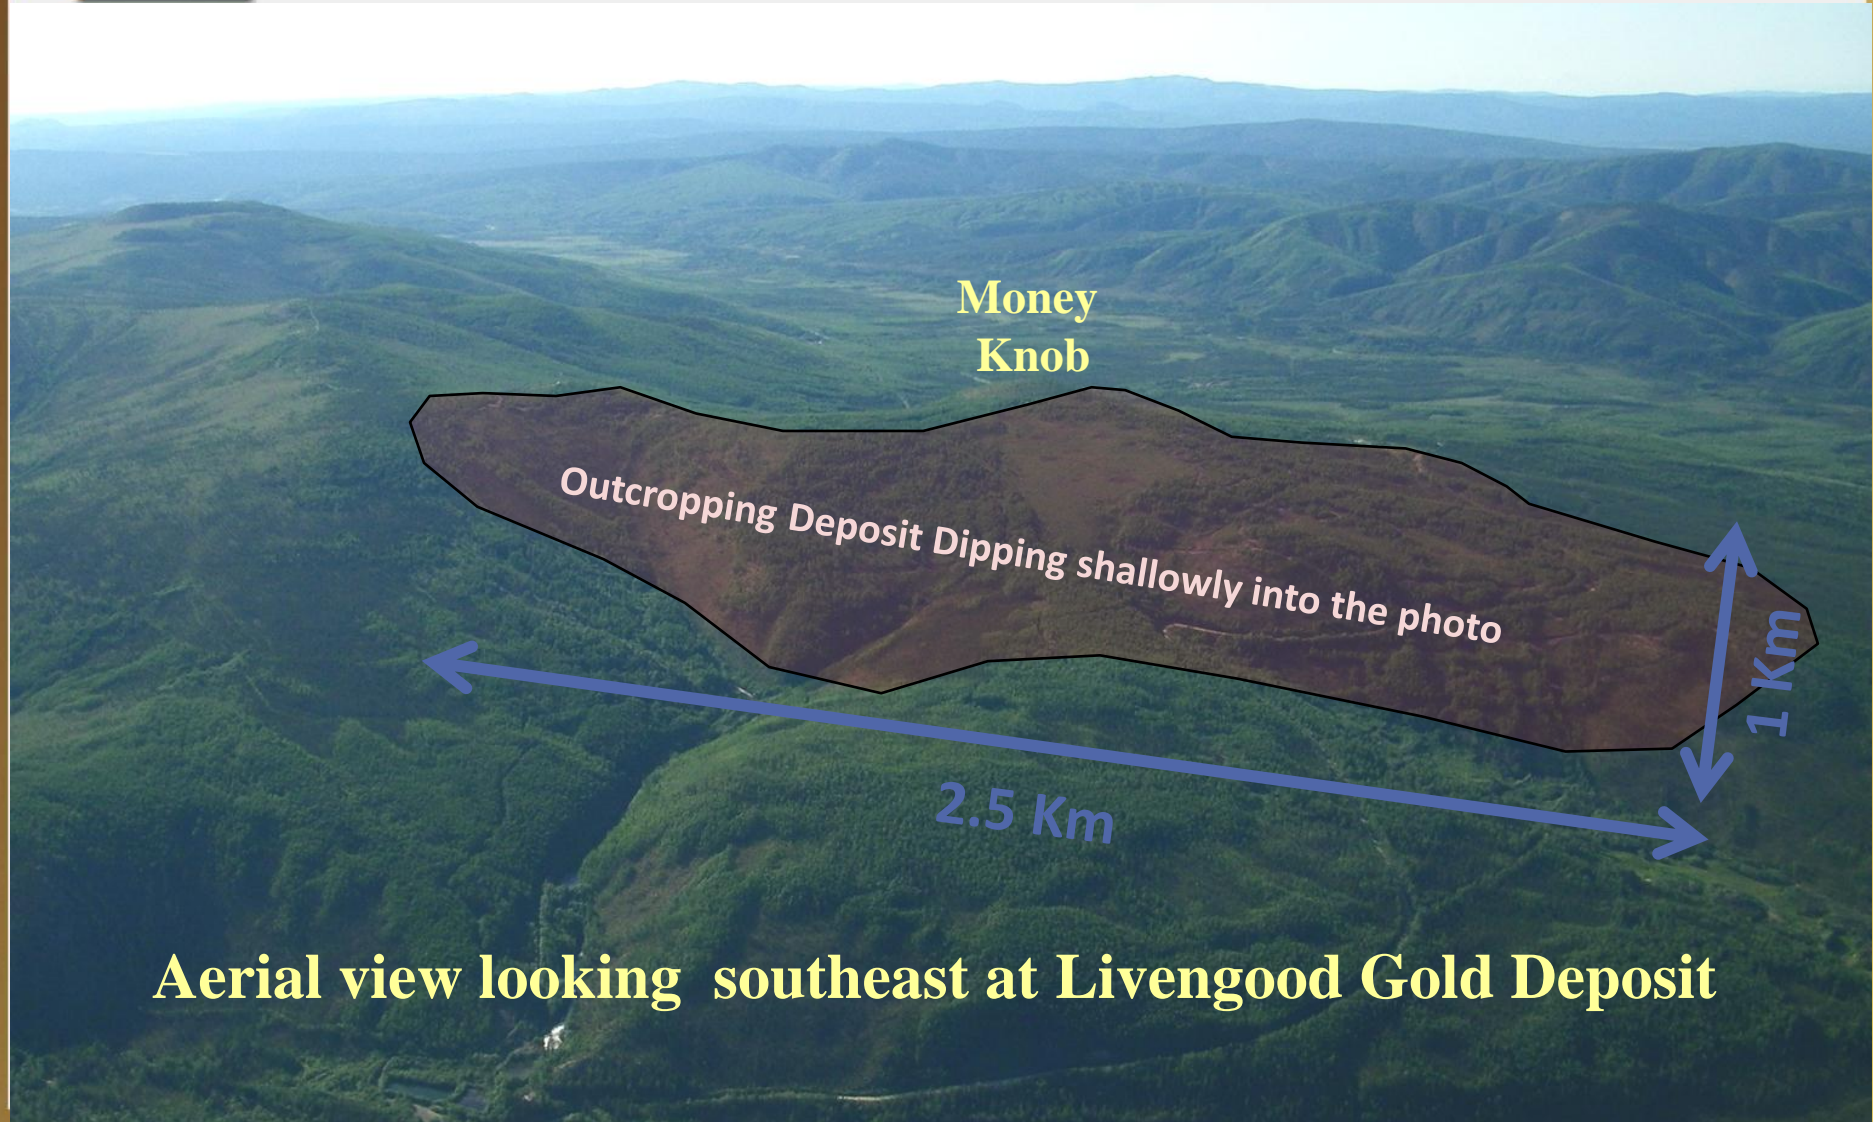 Money
Knob
Outcropping Deposit Dipping shallowly into the photo
1 Km
2.5 Km
Aerial view looking southeast at Livengood Gold Deposit